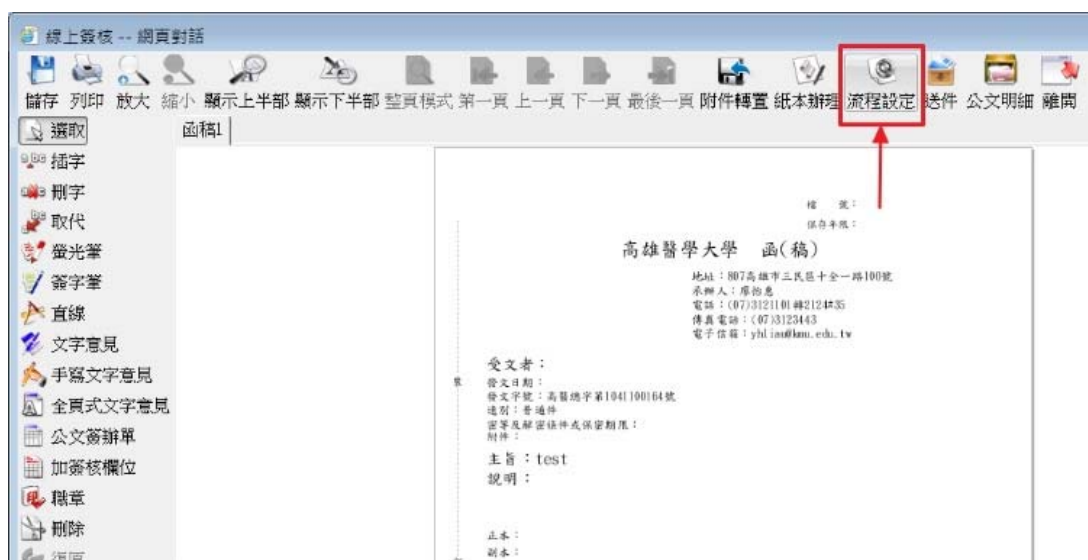 線上簽核 -- 網頁對話
儲存 列印 放大 縮小 顯示上半部 顯示下半部 整頁模式 第一頁 上一頁 下一頁 最後一頁 附件轉置 紙本辦理 流程設定 送件 公文明細 離開
選取 函稿1
插字
刪字
取代
螢光筆
簽字筆
直線
文字意見
手寫文字意見
全頁式文字意見
公文簽辦單
加簽核欄位
職章
刪除
復原
檔 號：
保存年限：
高雄醫學大學 函(稿)
地址：807高雄市三民區十全一路100號
承辦人：廖怡惠
電話：(07)3121101轉2124#35
傳真電話：(07)3123443
電子信箱：yhliau@kmu.edu.tw
受文者：
發文日期：
發文字號：高醫總字第1041100164號
速別：普通件
密等及解密條件或保密期限：
附件：
主旨：test
說明：
正本：
副本：